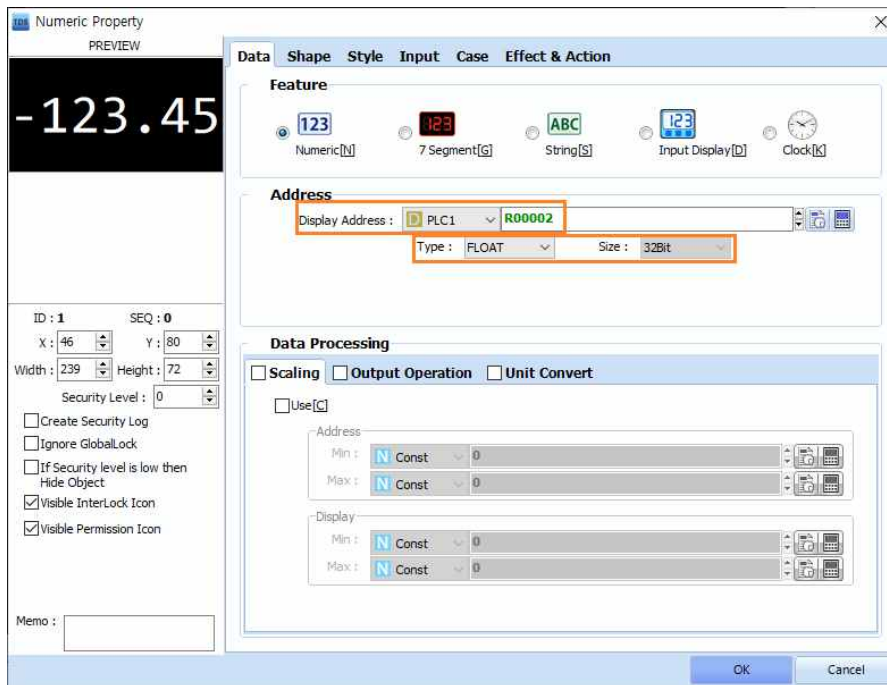 TDS Numeric Property
PREVIEW
-123.45
ID : 1 SEQ : 0
X : 46 Y : 80
Width : 239 Height : 72
Security Level : 0
Create Security Log
Ignore GlobalLock
If Security level is low then
Hide Object
Visible InterLock Icon
Visible Permission Icon
Memo :
Data Shape Style Input Case Effect & Action
Feature
123 123 ABC 123
Numeric[N] 7 Segment[G] String[S] Input Display[D] Clock[K]
Address
Display Address : D PLC1 R00002
Type : FLOAT Size : 32Bit
Data Processing
Scaling Output Operation Unit Convert
Use[C]
Address
Min : N Const 0
Max : N Const 0
Display
Min : N Const 0
Max : N Const 0
OK Cancel